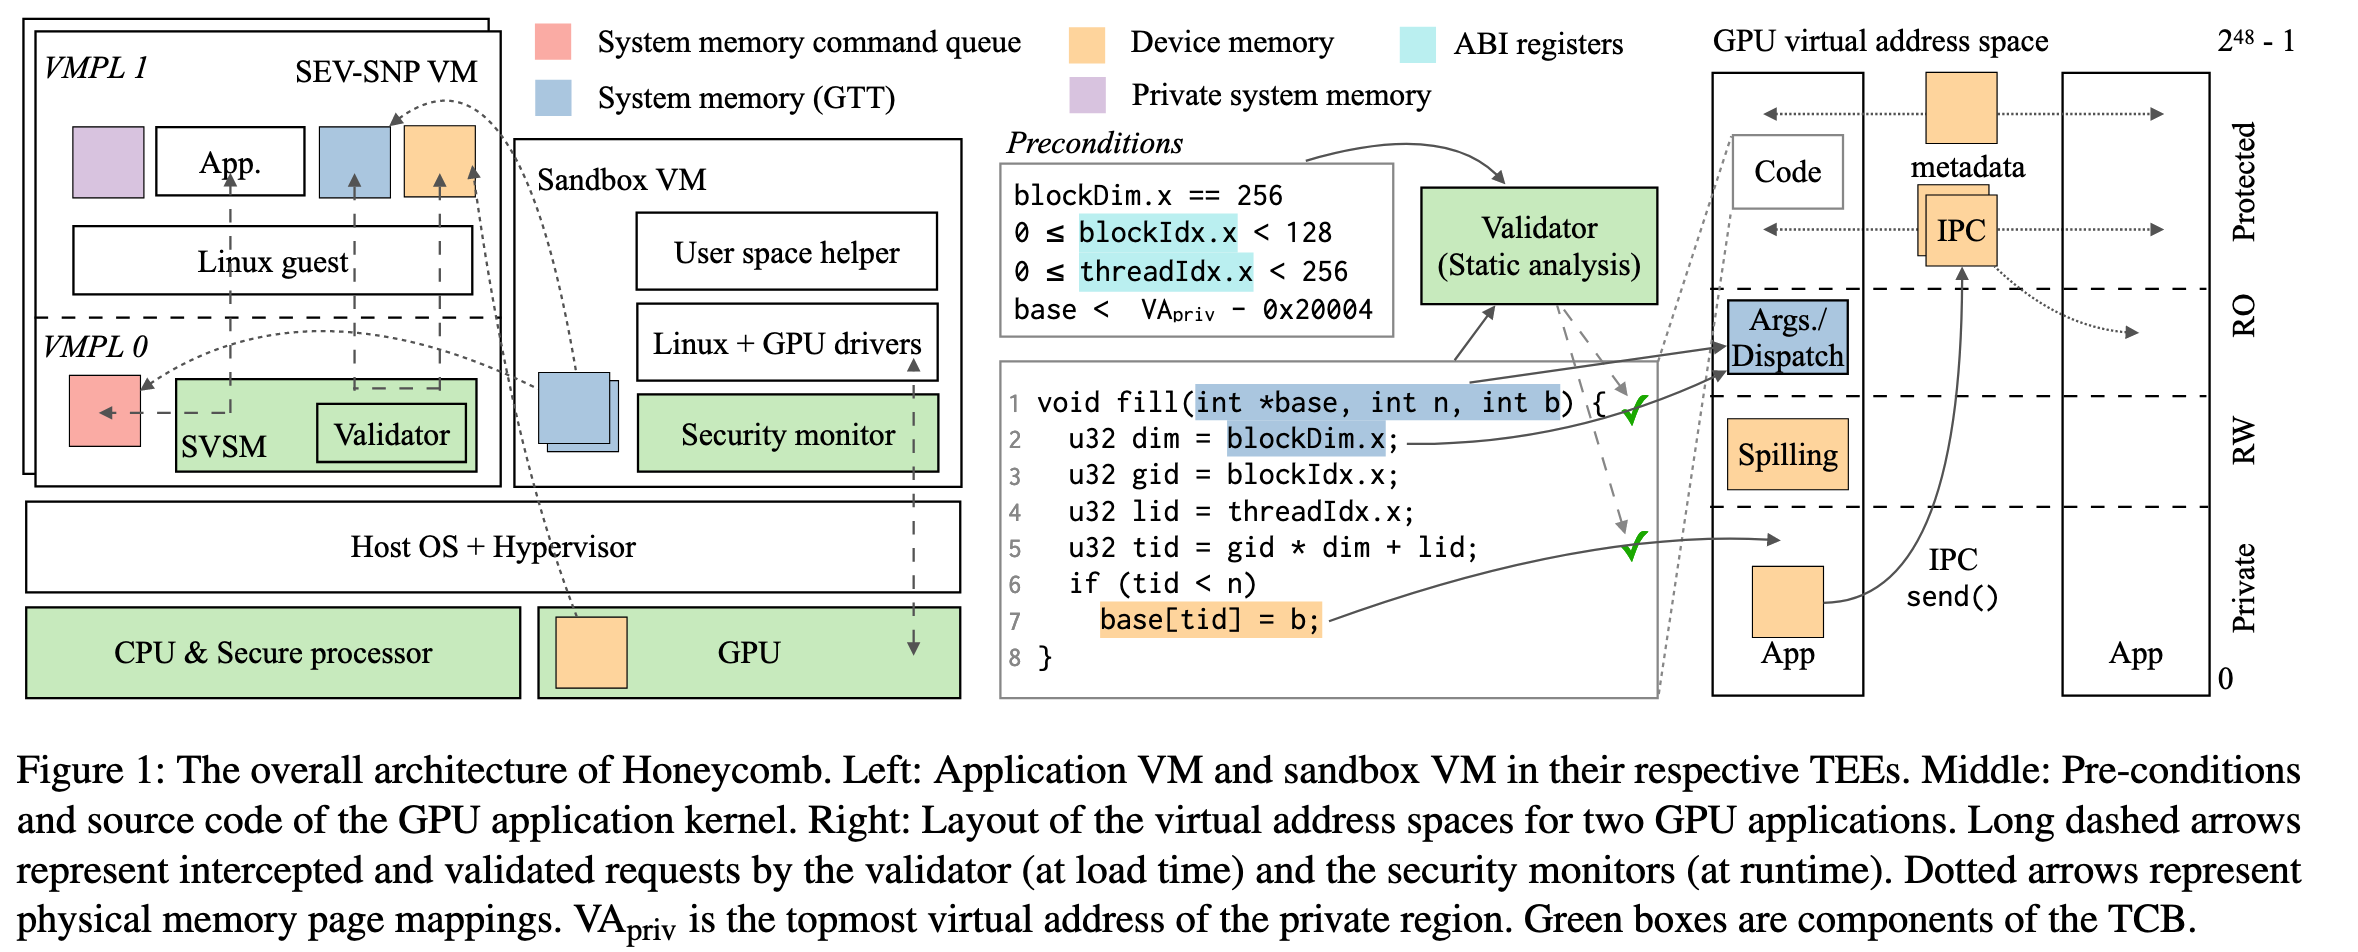 VMPL 1
SEV-SNP VM
App.
Linux guest
VMPL 0
SVSM
Validator
System memory command queue
System memory (GTT)
Device memory
Private system memory
ABI registers
Sandbox VM
User space helper
Linux + GPU drivers
Security monitor
Host OS + Hypervisor
CPU & Secure processor
GPU
Preconditions
blockDim.x == 256
0 ≤ blockIdx.x < 128
0 ≤ threadIdx.x < 256
base < VApriv - 0x20004
Validator
(Static analysis)
1 void fill(int *base, int n, int b) {
2 u32 dim = blockDim.x;
3 u32 gid = blockIdx.x;
4 u32 lid = threadIdx.x;
5 u32 tid = gid * dim + lid;
6 if (tid < n)
7 base[tid] = b;
8 }
GPU virtual address space
2⁴⁸ - 1
Code
metadata
IPC
Args./
Dispatch
Spilling
IPC
send()
App
App
0
Protected
RO
RW
Private
Figure 1: The overall architecture of Honeycomb. Left: Application VM and sandbox VM in their respective TEEs. Middle: Pre-conditions
and source code of the GPU application kernel. Right: Layout of the virtual address spaces for two GPU applications. Long dashed arrows
represent intercepted and validated requests by the validator (at load time) and the security monitors (at runtime). Dotted arrows represent
physical memory page mappings. VApriv is the topmost virtual address of the private region. Green boxes are components of the TCB.